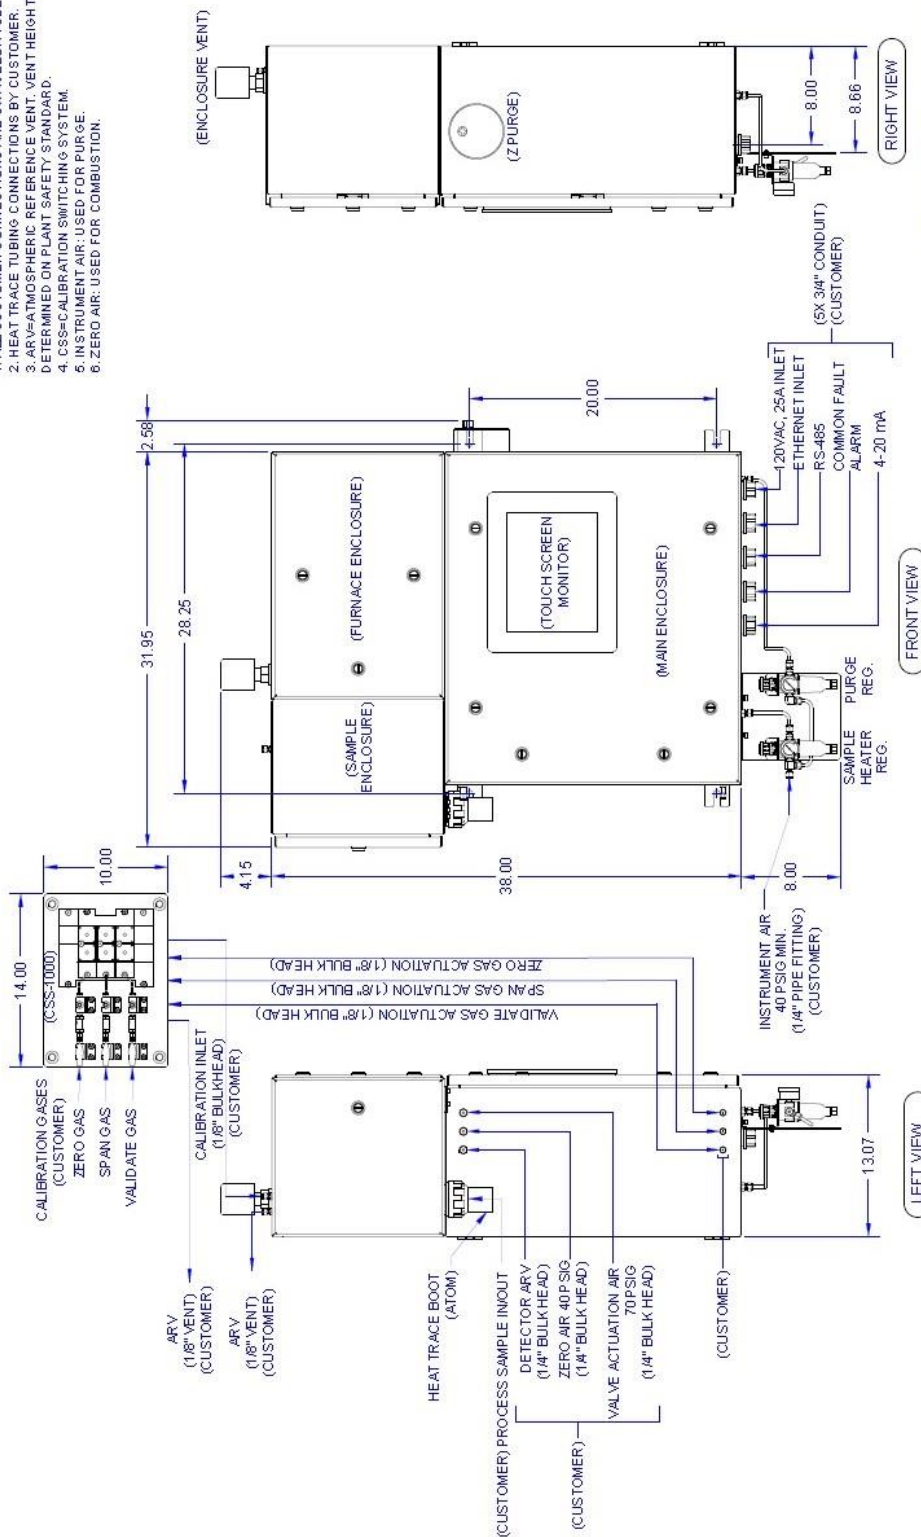 2. HEAT TRACE TUBING CONNECTIONS BY CUSTOMER.
3. ARV=ATMOSPHERIC REFERENCE VENT. VENT HEIGHT
DETERMINED ON PLANT SAFETY STANDARD.
4. CSS=CALIBRATION SWITCHING SYSTEM.
5. INSTRUMENT AIR: USED FOR PURGE.
6. ZERO AIR: USED FOR COMBUSTION.
14.00
10.00
(CSS-1000)
CALIBRATION GASES
(CUSTOMER)
ZERO GAS
SPAN GAS
VALIDATE GAS
ARV
(1/8" VENT)
(CUSTOMER)
ARV
(1/8" VENT)
(CUSTOMER)
CALIBRATION INLET
(1/8" BULKHEAD)
(CUSTOMER)
VALIDATE GAS ACTUATION (1/8" BULK HEAD)
SPAN GAS ACTUATION (1/8" BULK HEAD)
ZERO GAS ACTUATION (1/8" BULK HEAD)
HEAT TRACE BOOT
(ATOM)
(CUSTOMER) PROCESS SAMPLE IN/OUT
DETECTOR ARV
(1/4" BULKHEAD)
ZERO AIR 40 PSIG
(1/4" BULK HEAD)
VALVE ACTUATION AIR
70 PSIG
(1/4" BULK HEAD)
(CUSTOMER)
(CUSTOMER)
13.07
LEFT VIEW
31.95
2.58
28.25
4.15
38.00
8.00
20.00
(SAMPLE
ENCLOSURE)
(FURNACE ENCLOSURE)
(TOUCH SCREEN
MONITOR)
(MAIN ENCLOSURE)
INSTRUMENT AIR
40 PSIG MIN.
(1/4" PIPE FITTING)
(CUSTOMER)
SAMPLE
HEATER
REG.
PURGE
REG.
120VAC, 25A INLET
ETHERNET INLET
RS-485
COMMON FAULT
ALARM
4-20 mA
(5X 3/4" CONDUIT)
(CUSTOMER)
FRONT VIEW
(ENCLOSURE VENT)
(Z PURGE)
8.00
8.66
RIGHT VIEW